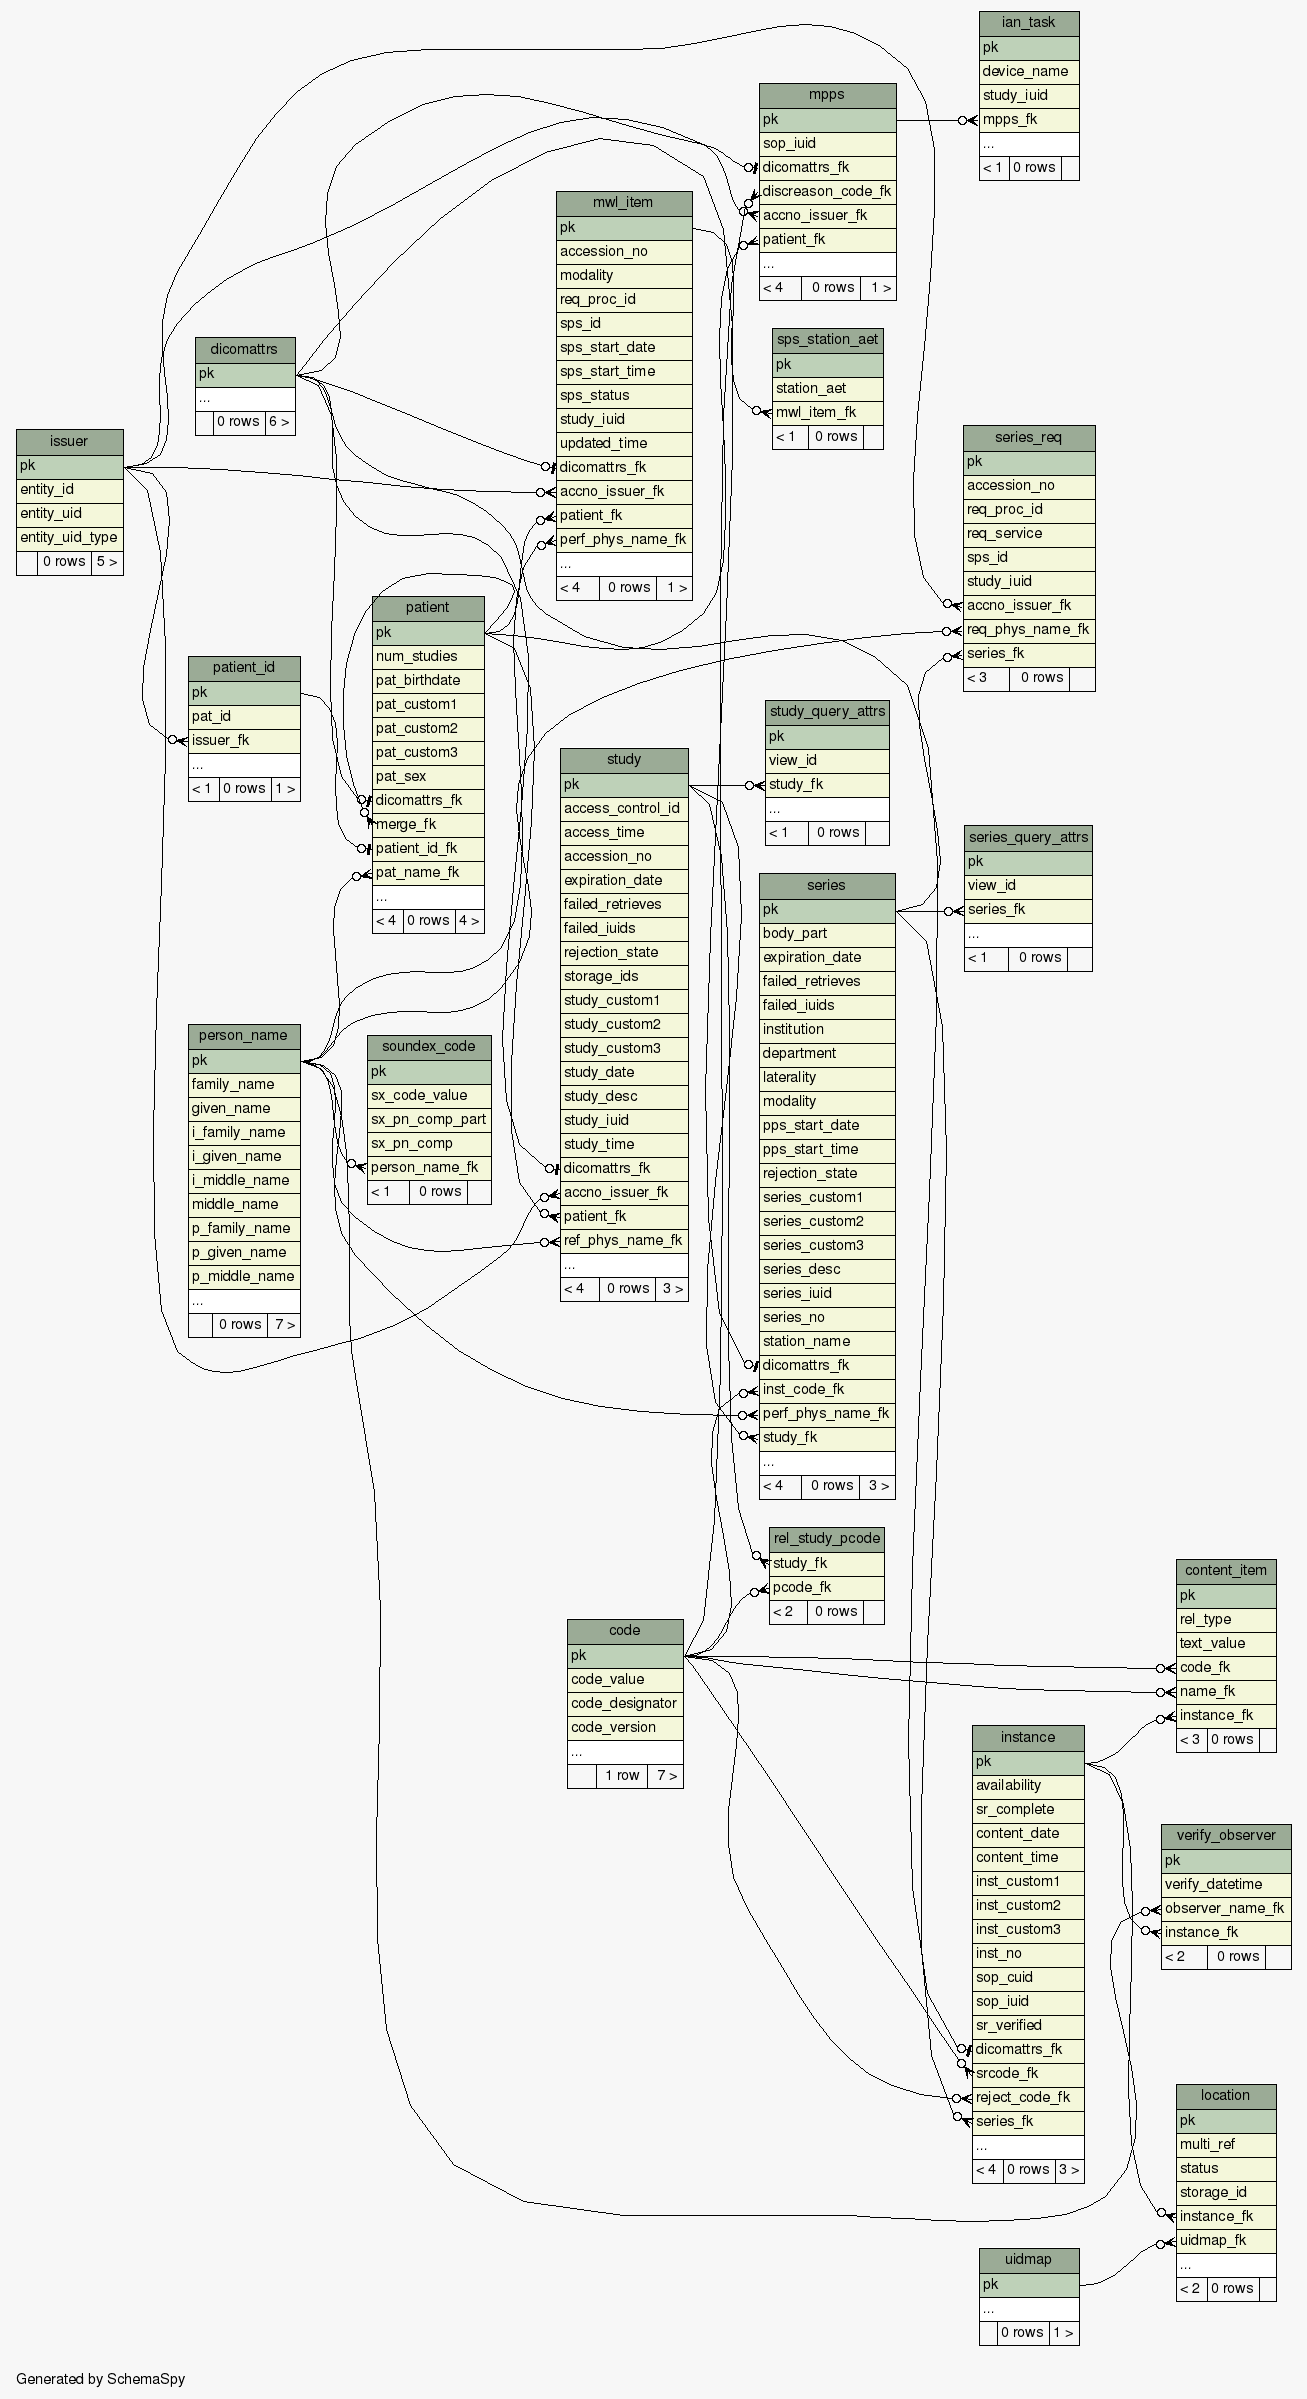 ian_task
pk
device_name
study_iuid
mpps_fk
...
< 1 0 rows
mpps
pk
sop_iuid
dicomattrs_fk
discreason_code_fk
accno_issuer_fk
patient_fk
...
< 4 0 rows 1 >
mwl_item
pk
accession_no
modality
req_proc_id
sps_id
sps_start_date
sps_start_time
sps_status
study_iuid
updated_time
dicomattrs_fk
accno_issuer_fk
patient_fk
perf_phys_name_fk
...
< 4 0 rows 1 >
sps_station_aet
pk
station_aet
mwl_item_fk
< 1 0 rows
dicomattrs
pk
...
0 rows 6 >
issuer
pk
entity_id
entity_uid
entity_uid_type
0 rows 5 >
series_req
pk
accession_no
req_proc_id
req_service
sps_id
study_iuid
accno_issuer_fk
req_phys_name_fk
series_fk
< 3 0 rows
patient
pk
num_studies
pat_birthdate
pat_custom1
pat_custom2
pat_custom3
pat_sex
dicomattrs_fk
merge_fk
patient_id_fk
pat_name_fk
...
< 4 0 rows 4 >
patient_id
pk
pat_id
issuer_fk
...
< 1 0 rows 1 >
study_query_attrs
pk
view_id
study_fk
...
< 1 0 rows
study
pk
access_control_id
access_time
accession_no
expiration_date
failed_retrieves
failed_iuids
rejection_state
storage_ids
study_custom1
study_custom2
study_custom3
study_date
study_desc
study_iuid
study_time
dicomattrs_fk
accno_issuer_fk
patient_fk
ref_phys_name_fk
...
< 4 0 rows 3 >
series_query_attrs
pk
view_id
series_fk
...
< 1 0 rows
series
pk
body_part
expiration_date
failed_retrieves
failed_iuids
institution
department
laterality
modality
pps_start_date
pps_start_time
rejection_state
series_custom1
series_custom2
series_custom3
series_desc
series_iuid
series_no
station_name
dicomattrs_fk
inst_code_fk
perf_phys_name_fk
study_fk
...
< 4 0 rows 3 >
person_name
pk
family_name
given_name
i_family_name
i_given_name
i_middle_name
middle_name
p_family_name
p_given_name
p_middle_name
...
0 rows 7 >
soundex_code
pk
sx_code_value
sx_pn_comp_part
sx_pn_comp
person_name_fk
< 1 0 rows
rel_study_pcode
study_fk
pcode_fk
< 2 0 rows
content_item
pk
rel_type
text_value
code_fk
name_fk
instance_fk
< 3 0 rows
code
pk
code_value
code_designator
code_version
...
1 row 7 >
instance
pk
availability
sr_complete
content_date
content_time
inst_custom1
inst_custom2
inst_custom3
inst_no
sop_cuid
sop_iuid
sr_verified
dicomattrs_fk
srcode_fk
reject_code_fk
series_fk
...
< 4 0 rows 3 >
verify_observer
pk
verify_datetime
observer_name_fk
instance_fk
< 2 0 rows
location
pk
multi_ref
status
storage_id
instance_fk
uidmap_fk
...
< 2 0 rows
uidmap
pk
...
0 rows 1 >
Generated by SchemaSpy